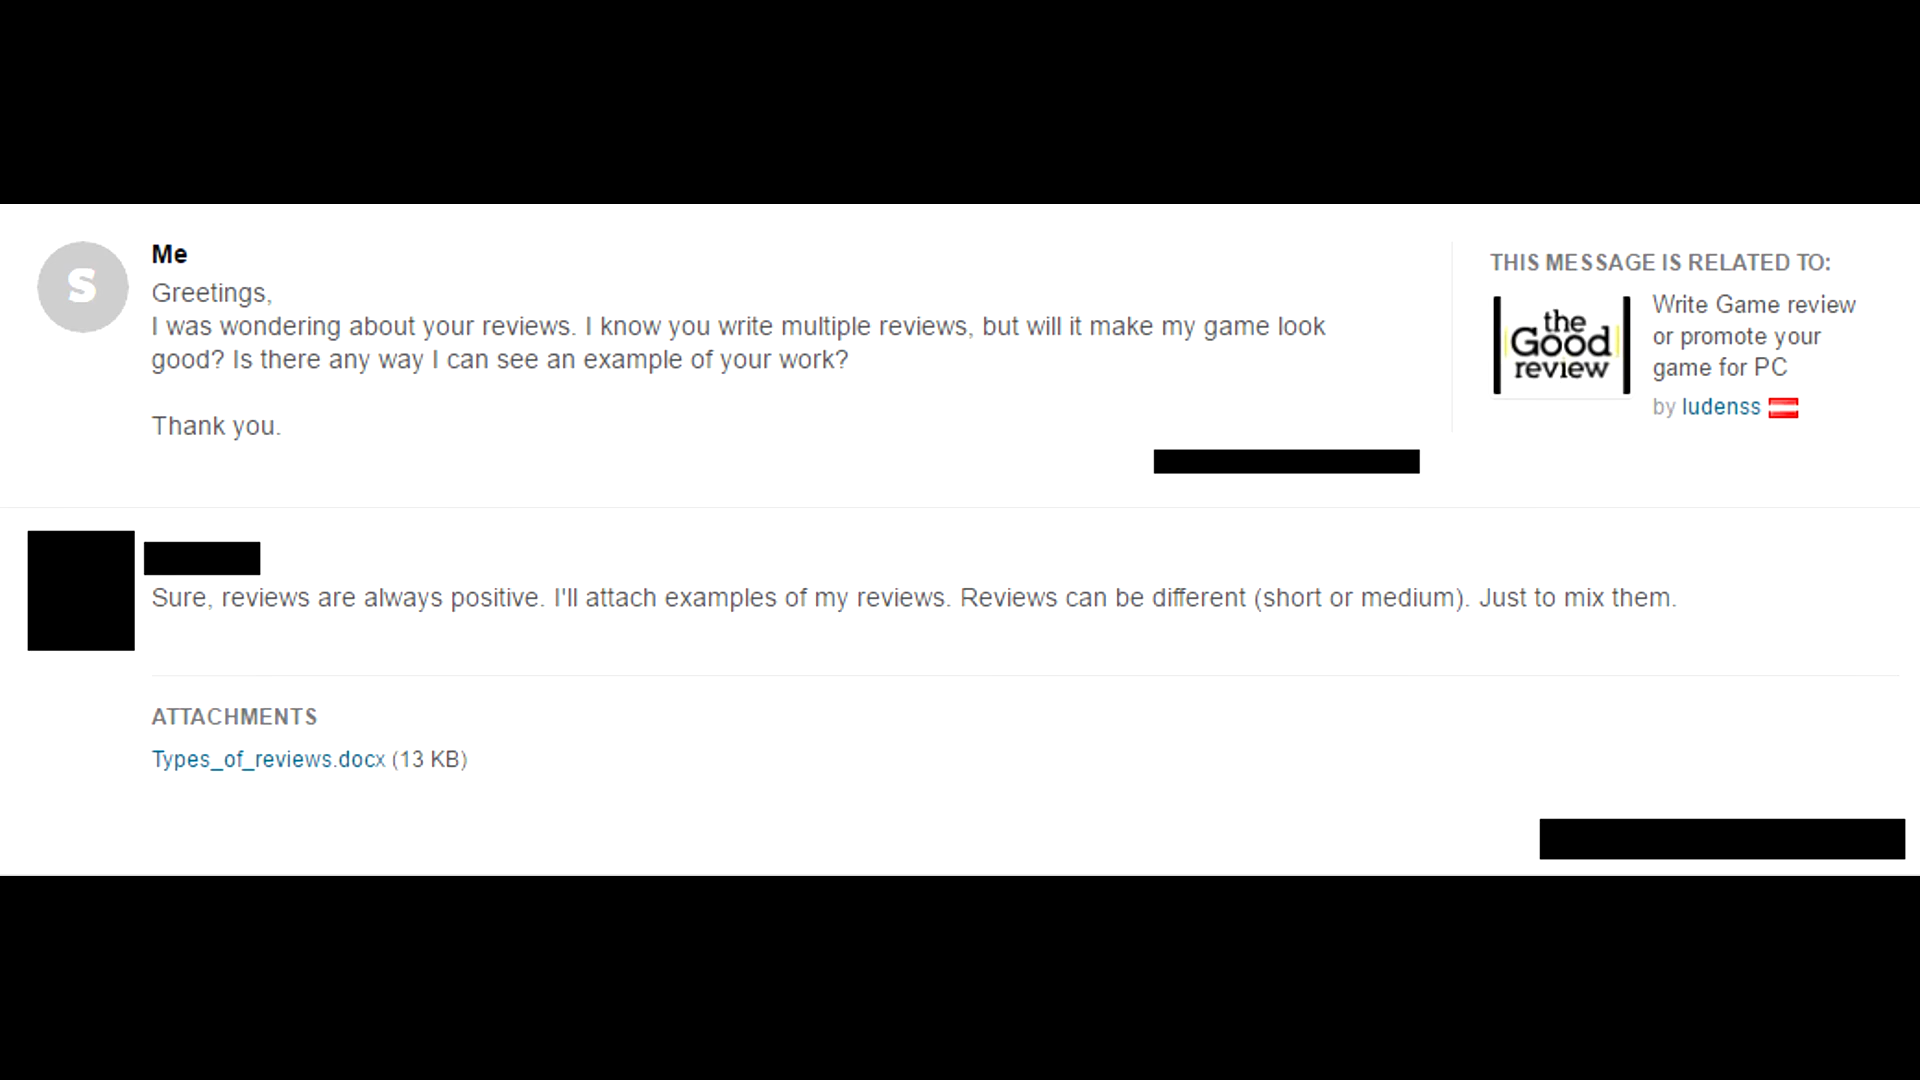 S
Me
Greetings,
I was wondering about your reviews. I know you write multiple reviews, but will it make my game look
good? Is there any way I can see an example of your work?
Thank you.
THIS MESSAGE IS RELATED TO:
the
Good
review
Write Game review
or promote your
game for PC
by ludenss
Sure, reviews are always positive. I'll attach examples of my reviews. Reviews can be different (short or medium). Just to mix them.
ATTACHMENTS
Types_of_reviews.docx (13 KB)